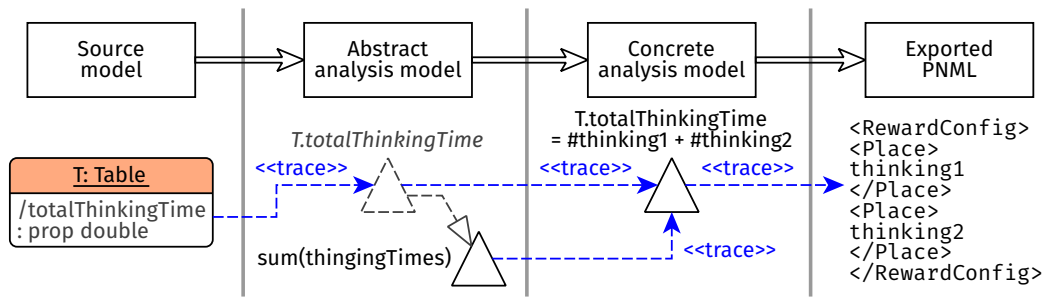 Source
model
Abstract
analysis model
Concrete
analysis model
Exported
PNML
T: Table
/totalThinkingTime
: prop double
<<trace>>
T.totalThinkingTime
sum(thingingTimes)
T.totalThinkingTime
= #thinking1 + #thinking2
<<trace>>
<<trace>>
<<trace>>
<RewardConfig>
<Place>
thinking1
</Place>
<Place>
thinking2
</Place>
</RewardConfig>